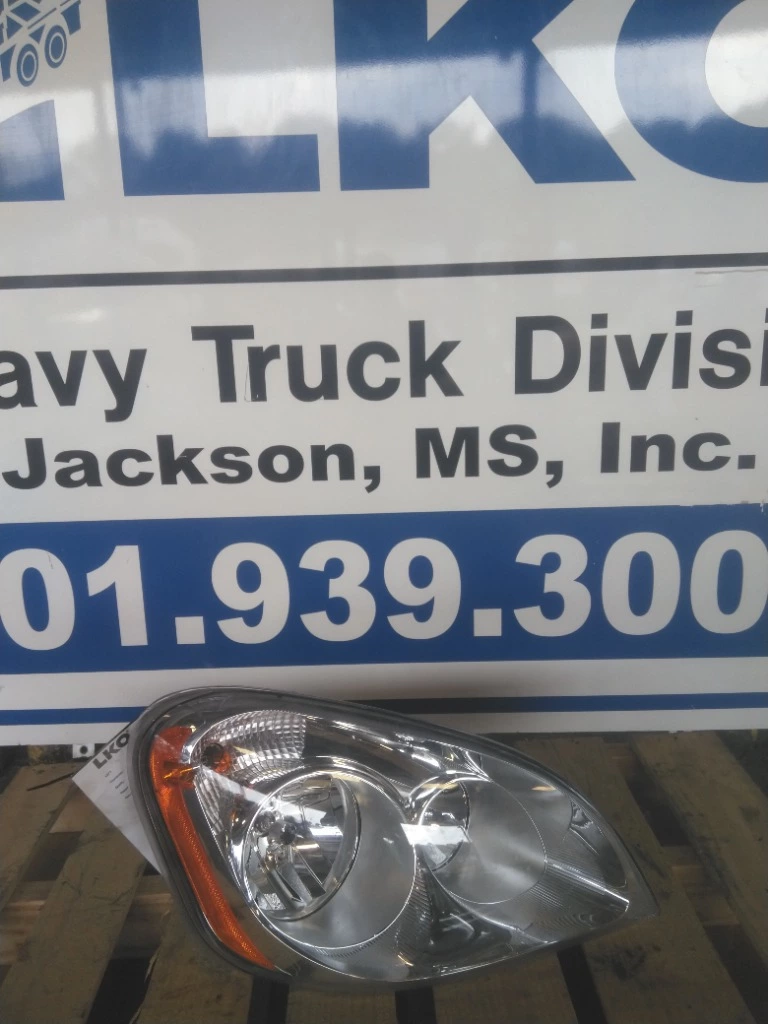 LKQ
avy Truck Divisi
Jackson, MS, Inc.
01.939.300
LKQ